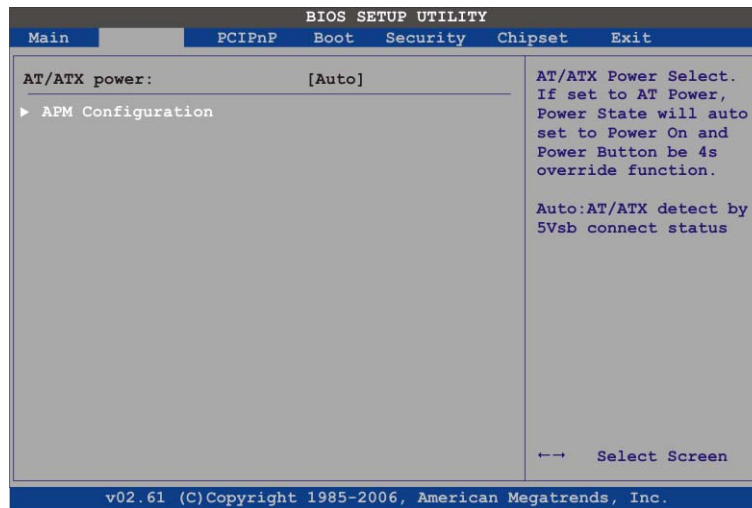 BIOS SETUP UTILITY
Main PCIPnP Boot Security Chipset Exit
AT/ATX power: [Auto]
▶ APM Configuration
AT/ATX Power Select.
If set to AT Power,
Power State will auto
set to Power On and
Power Button be 4s
override function.
Auto:AT/ATX detect by
5Vsb connect status
←→ Select Screen
v02.61 (C)Copyright 1985-2006, American Megatrends, Inc.